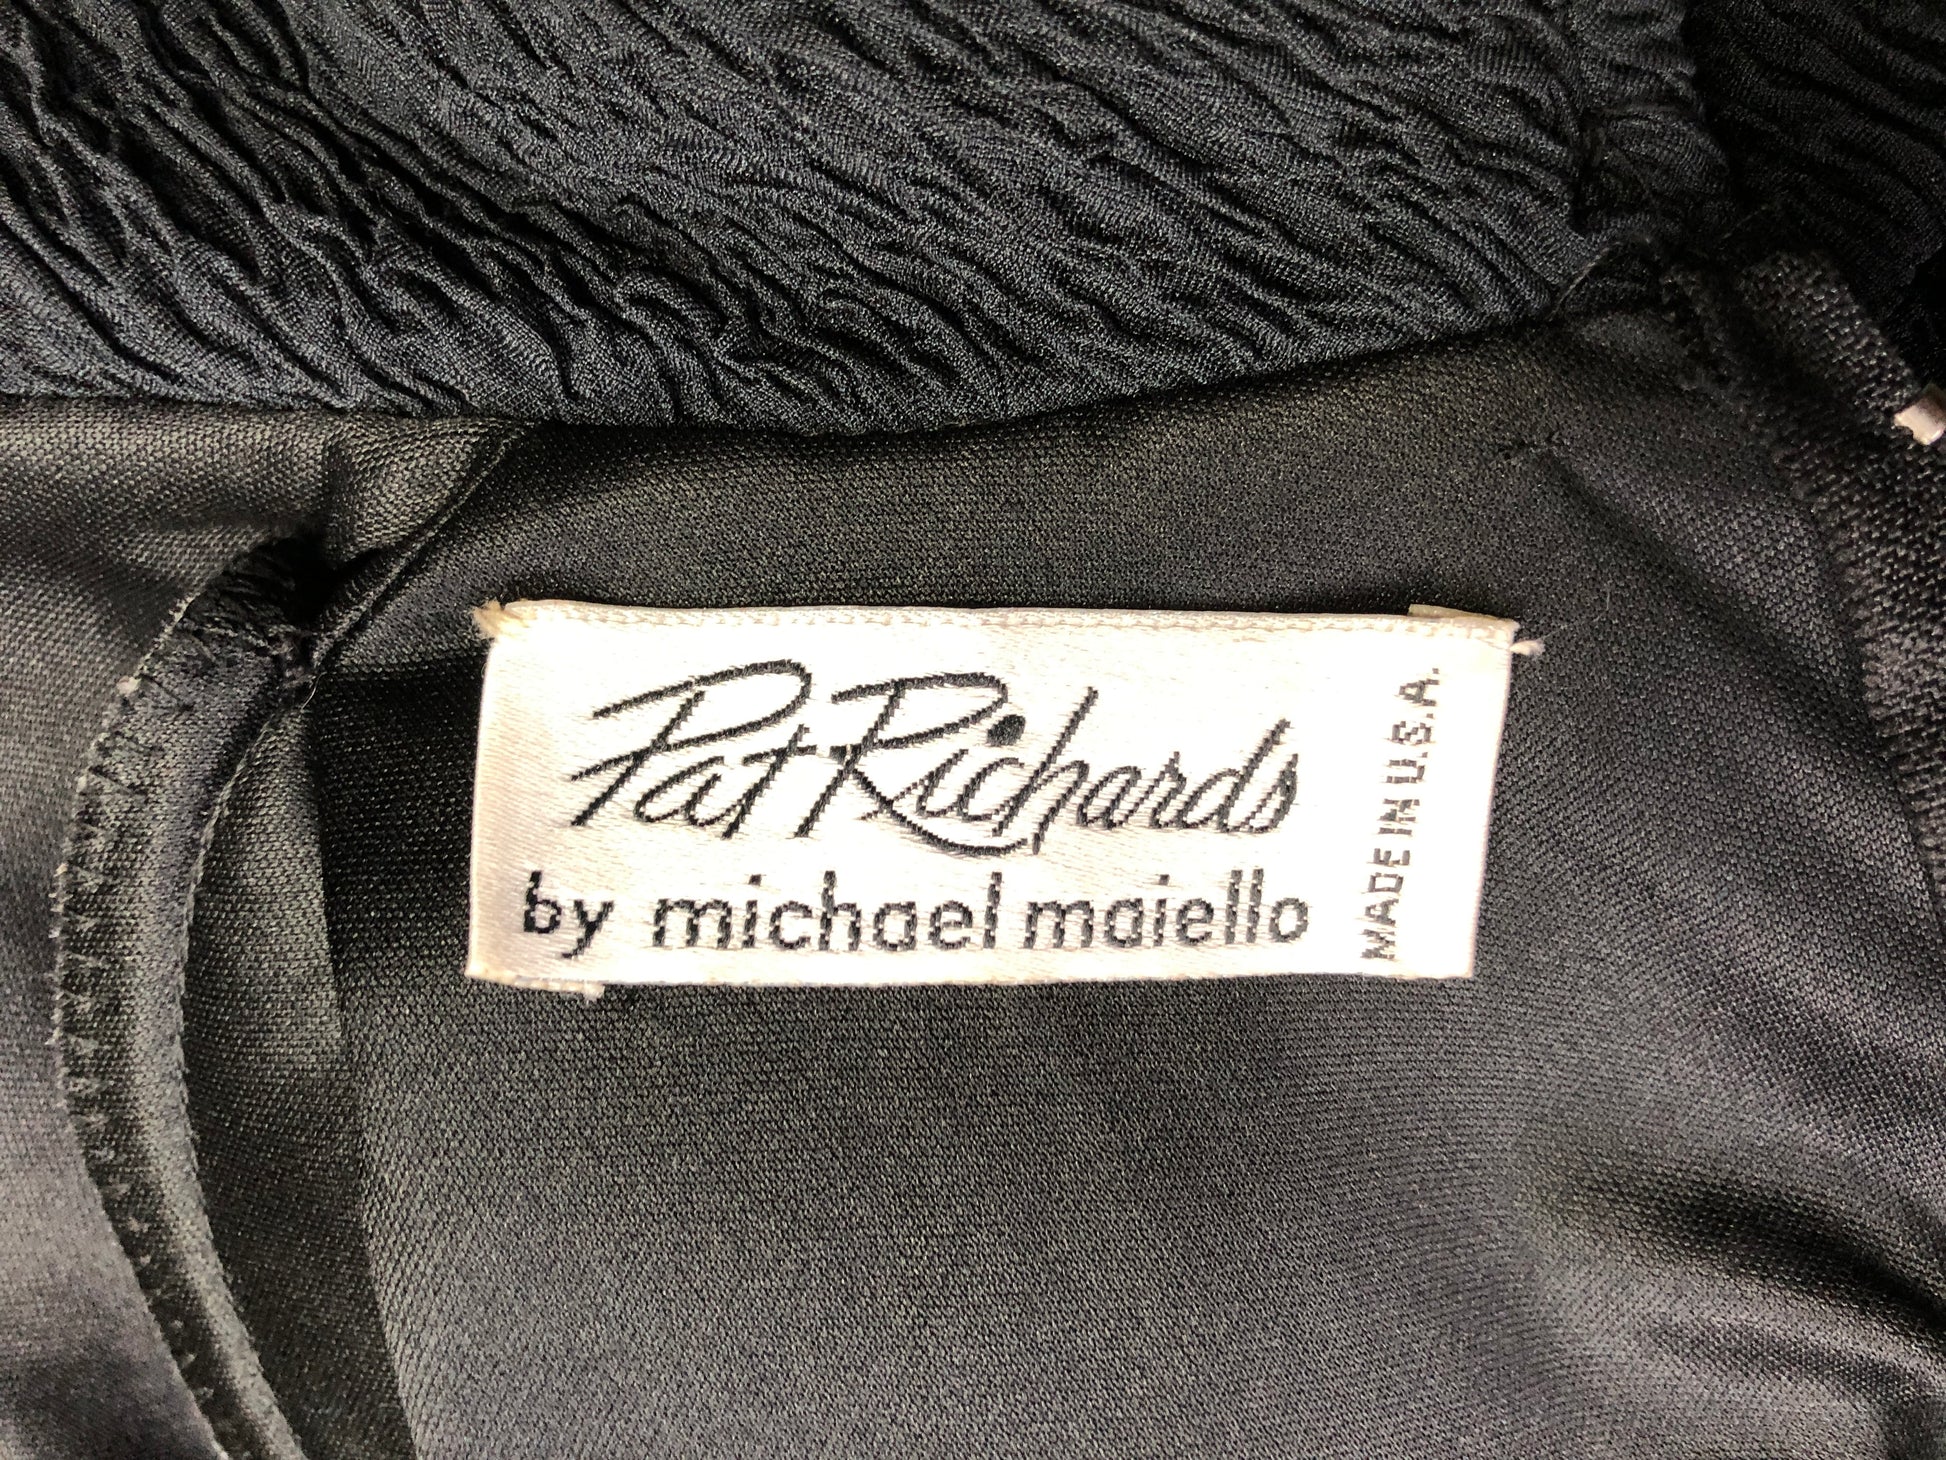 Pat Richards
by michael maiello
MADE IN U.S.A.